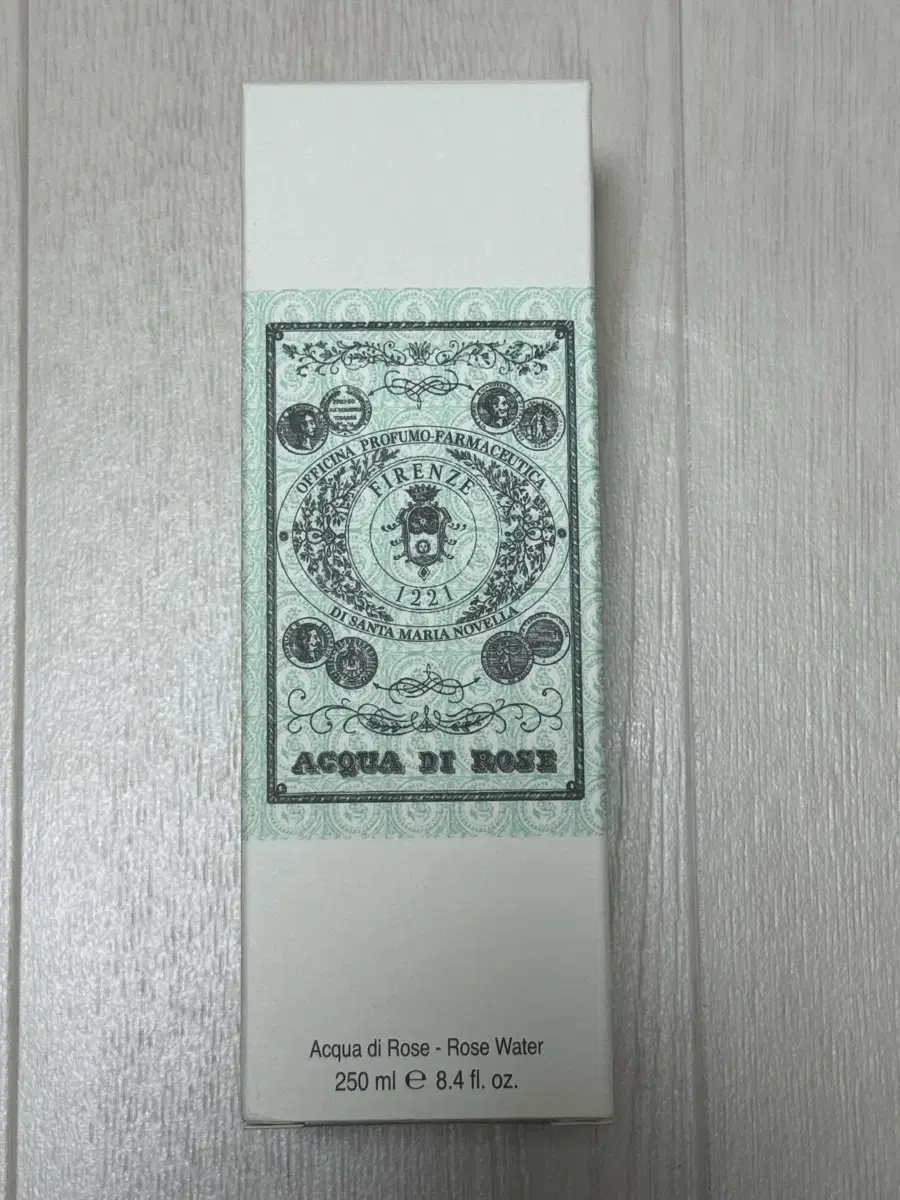 OFFICINA PROFUMO-FARMACEUTICA
FIRENZE
1221
DI SANTA MARIA NOVELLA
ACQUA DI ROSE
Acqua di Rose - Rose Water
250 ml ℮ 8.4 fl. oz.